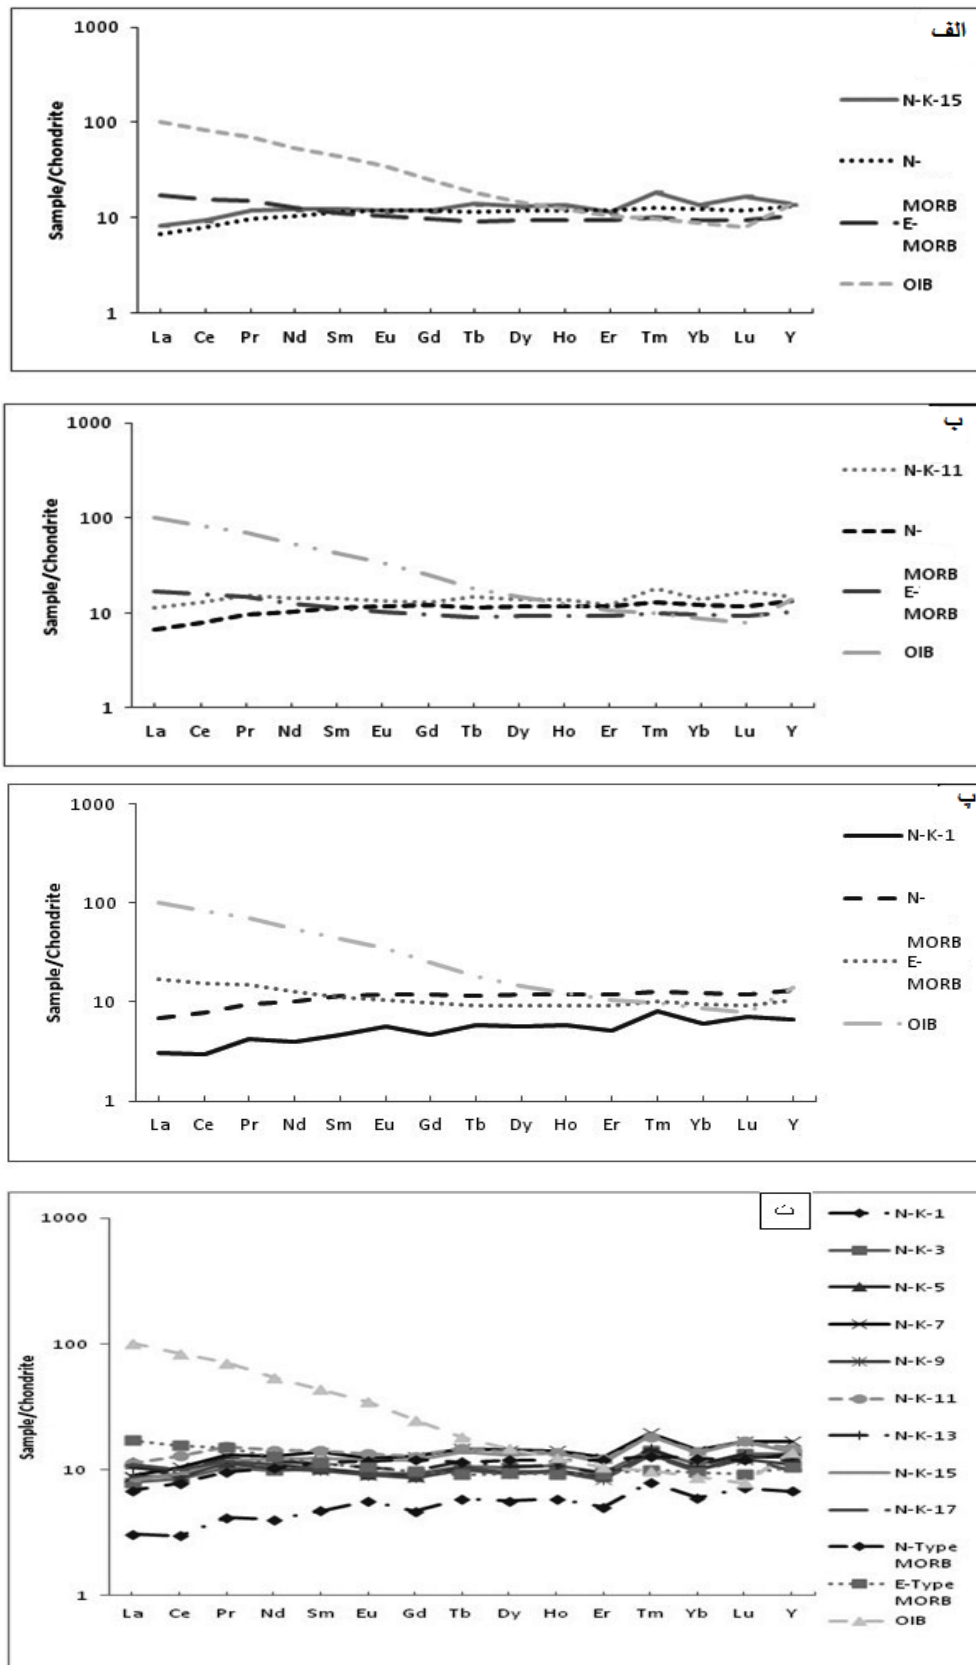 الف
1000
100
10
1
Sample/Chondrite
La Ce Pr Nd Sm Eu Gd Tb Dy Ho Er Tm Yb Lu Y
N-K-15
N-
MORB
E-
MORB
OIB
ب
1000
100
10
1
Sample/Chondrite
La Ce Pr Nd Sm Eu Gd Tb Dy Ho Er Tm Yb Lu Y
N-K-11
N-
MORB
E-
MORB
OIB
پ
1000
100
10
1
Sample/Chondrite
La Ce Pr Nd Sm Eu Gd Tb Dy Ho Er Tm Yb Lu Y
N-K-1
N-
MORB
E-
MORB
OIB
ت
1000
100
10
1
Sample/Chondrite
La Ce Pr Nd Sm Eu Gd Tb Dy Ho Er Tm Yb Lu Y
N-K-1
N-K-3
N-K-5
N-K-7
N-K-9
N-K-11
N-K-13
N-K-15
N-K-17
N-Type
MORB
E-Type
MORB
OIB